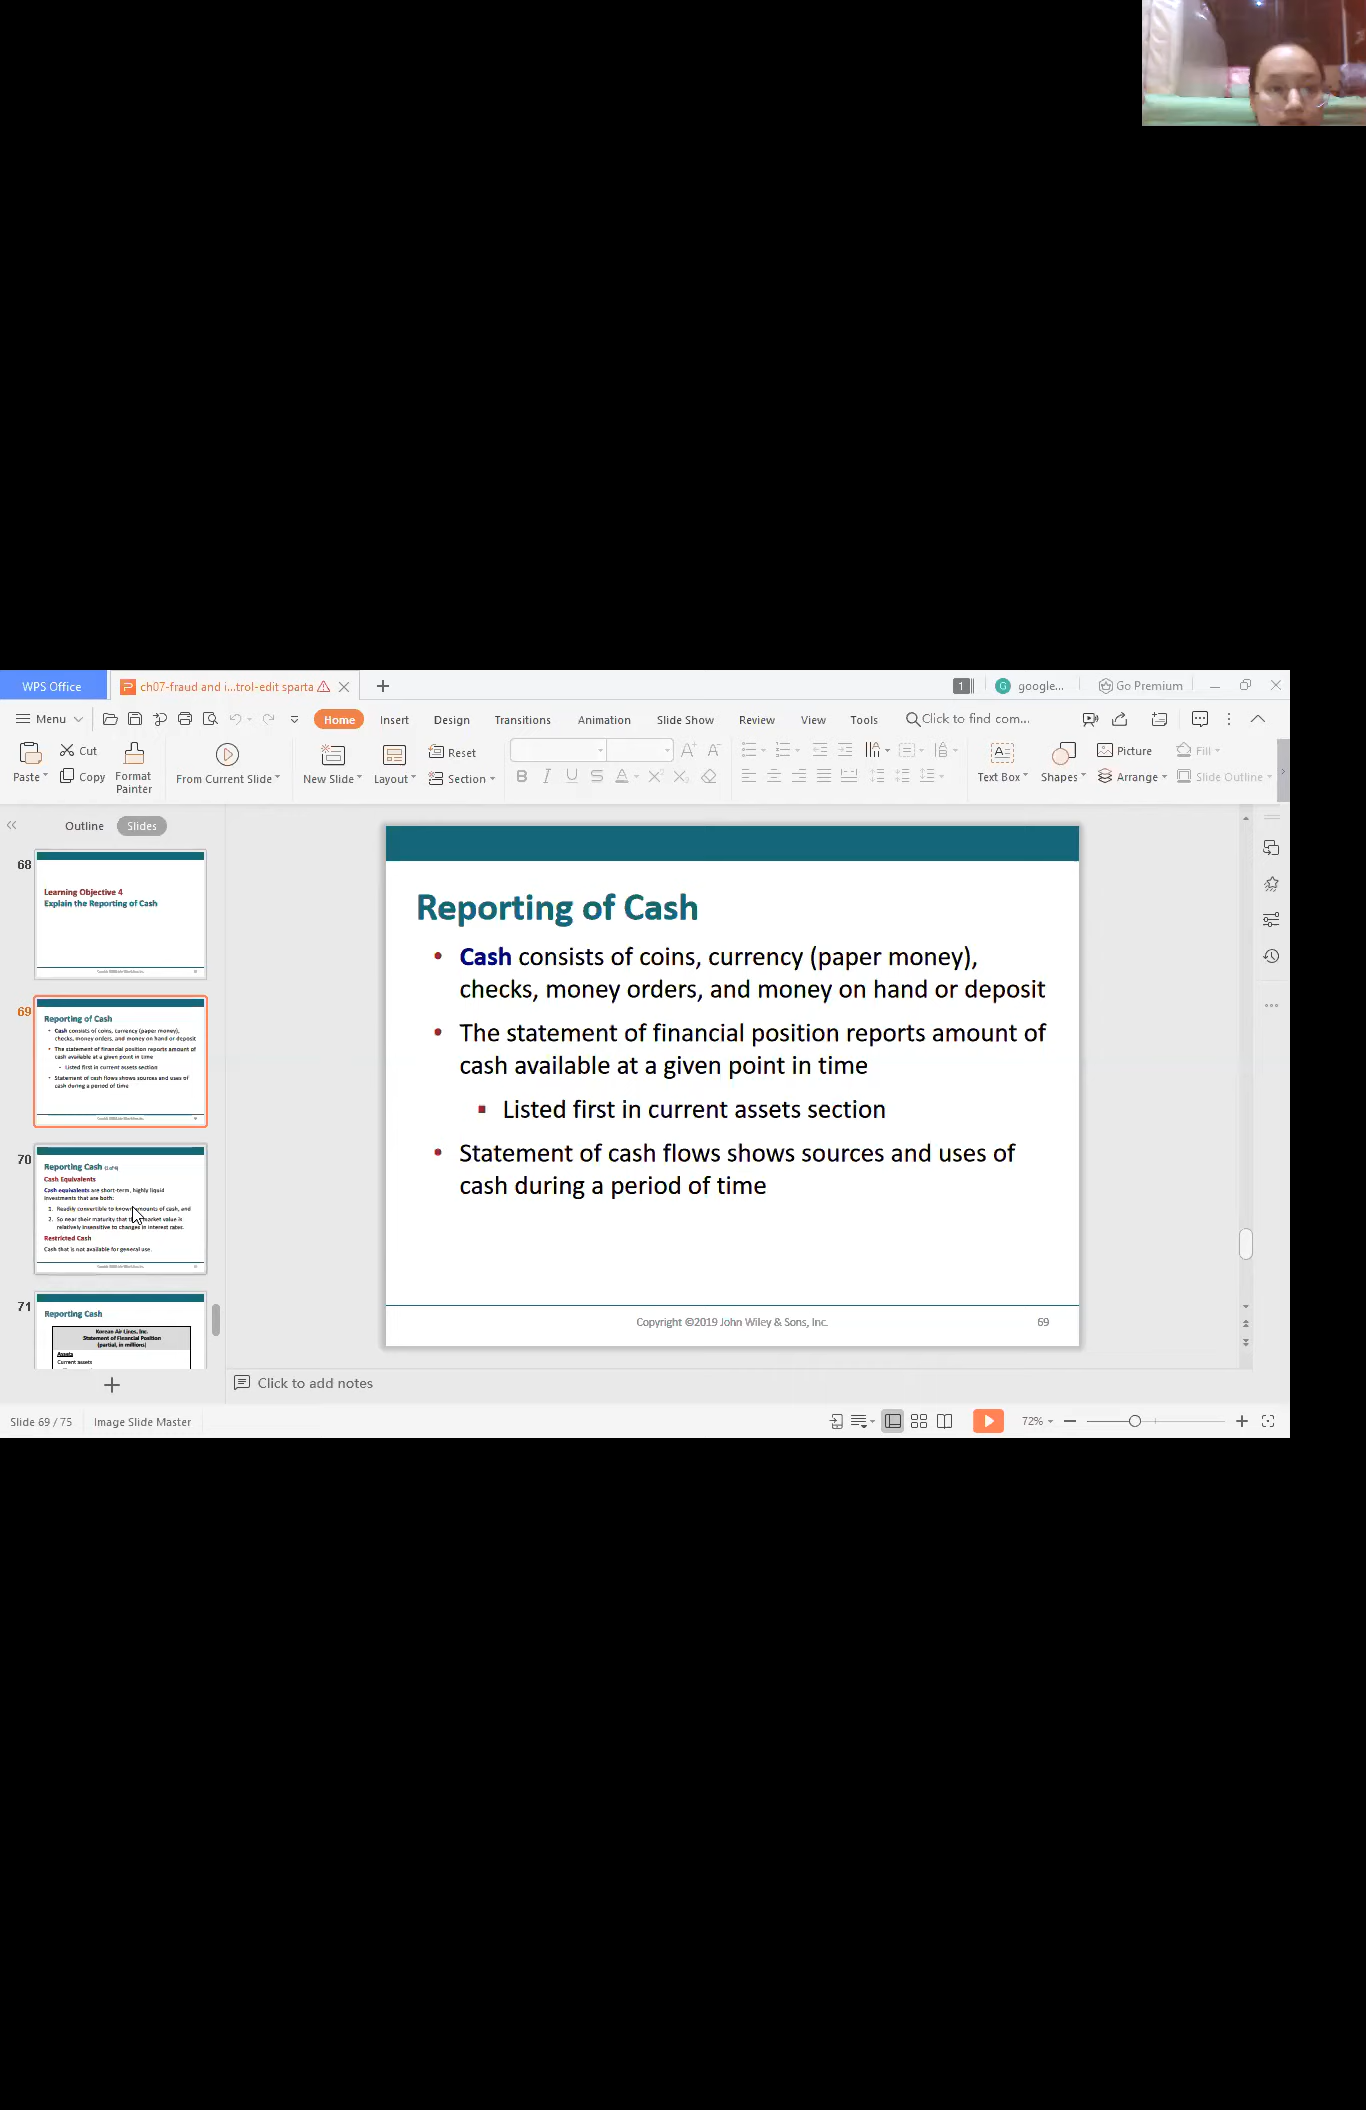 WPS Office
ch07-fraud and i...trol-edit sparta
1
G
google...
Go Premium
Menu
Home
Insert
Design
Transitions
Animation
Slide Show
Review
View
Tools
Click to find com...
Paste
Cut
Copy
Format
Painter
From Current Slide
New Slide
Layout
Reset
Section
Text Box
Shapes
Picture
Arrange
Fill
Slide Outline
Outline
Slides
68
Learning Objective 4
Explain the Reporting of Cash
69
Reporting of Cash
• Cash consists of coins, currency (paper money),
checks, money orders, and money on hand or deposit
• The statement of financial position reports amount of
cash available at a given point in time
Listed first in current assets section
• Statement of cash flows shows sources and uses of
cash during a period of time
70
Reporting Cash
Cash Equivalents
Cash equivalents are short-term, highly liquid
investments that are both:
1. Readily convertible to known amounts of cash, and
2. So near their maturity that market value is
relatively insensitive to changes in interest rates.
Restricted Cash
Cash that is not available for general use.
71
Reporting Cash
Korean Air Lines, Inc.
Statement of Financial Position
(partial, in millions)
Assets
Current assets
Reporting of Cash
• Cash consists of coins, currency (paper money),
checks, money orders, and money on hand or deposit
• The statement of financial position reports amount of
cash available at a given point in time
▪ Listed first in current assets section
• Statement of cash flows shows sources and uses of
cash during a period of time
Copyright ©2019 John Wiley & Sons, Inc.
69
Click to add notes
Slide 69 / 75
Image Slide Master
72%